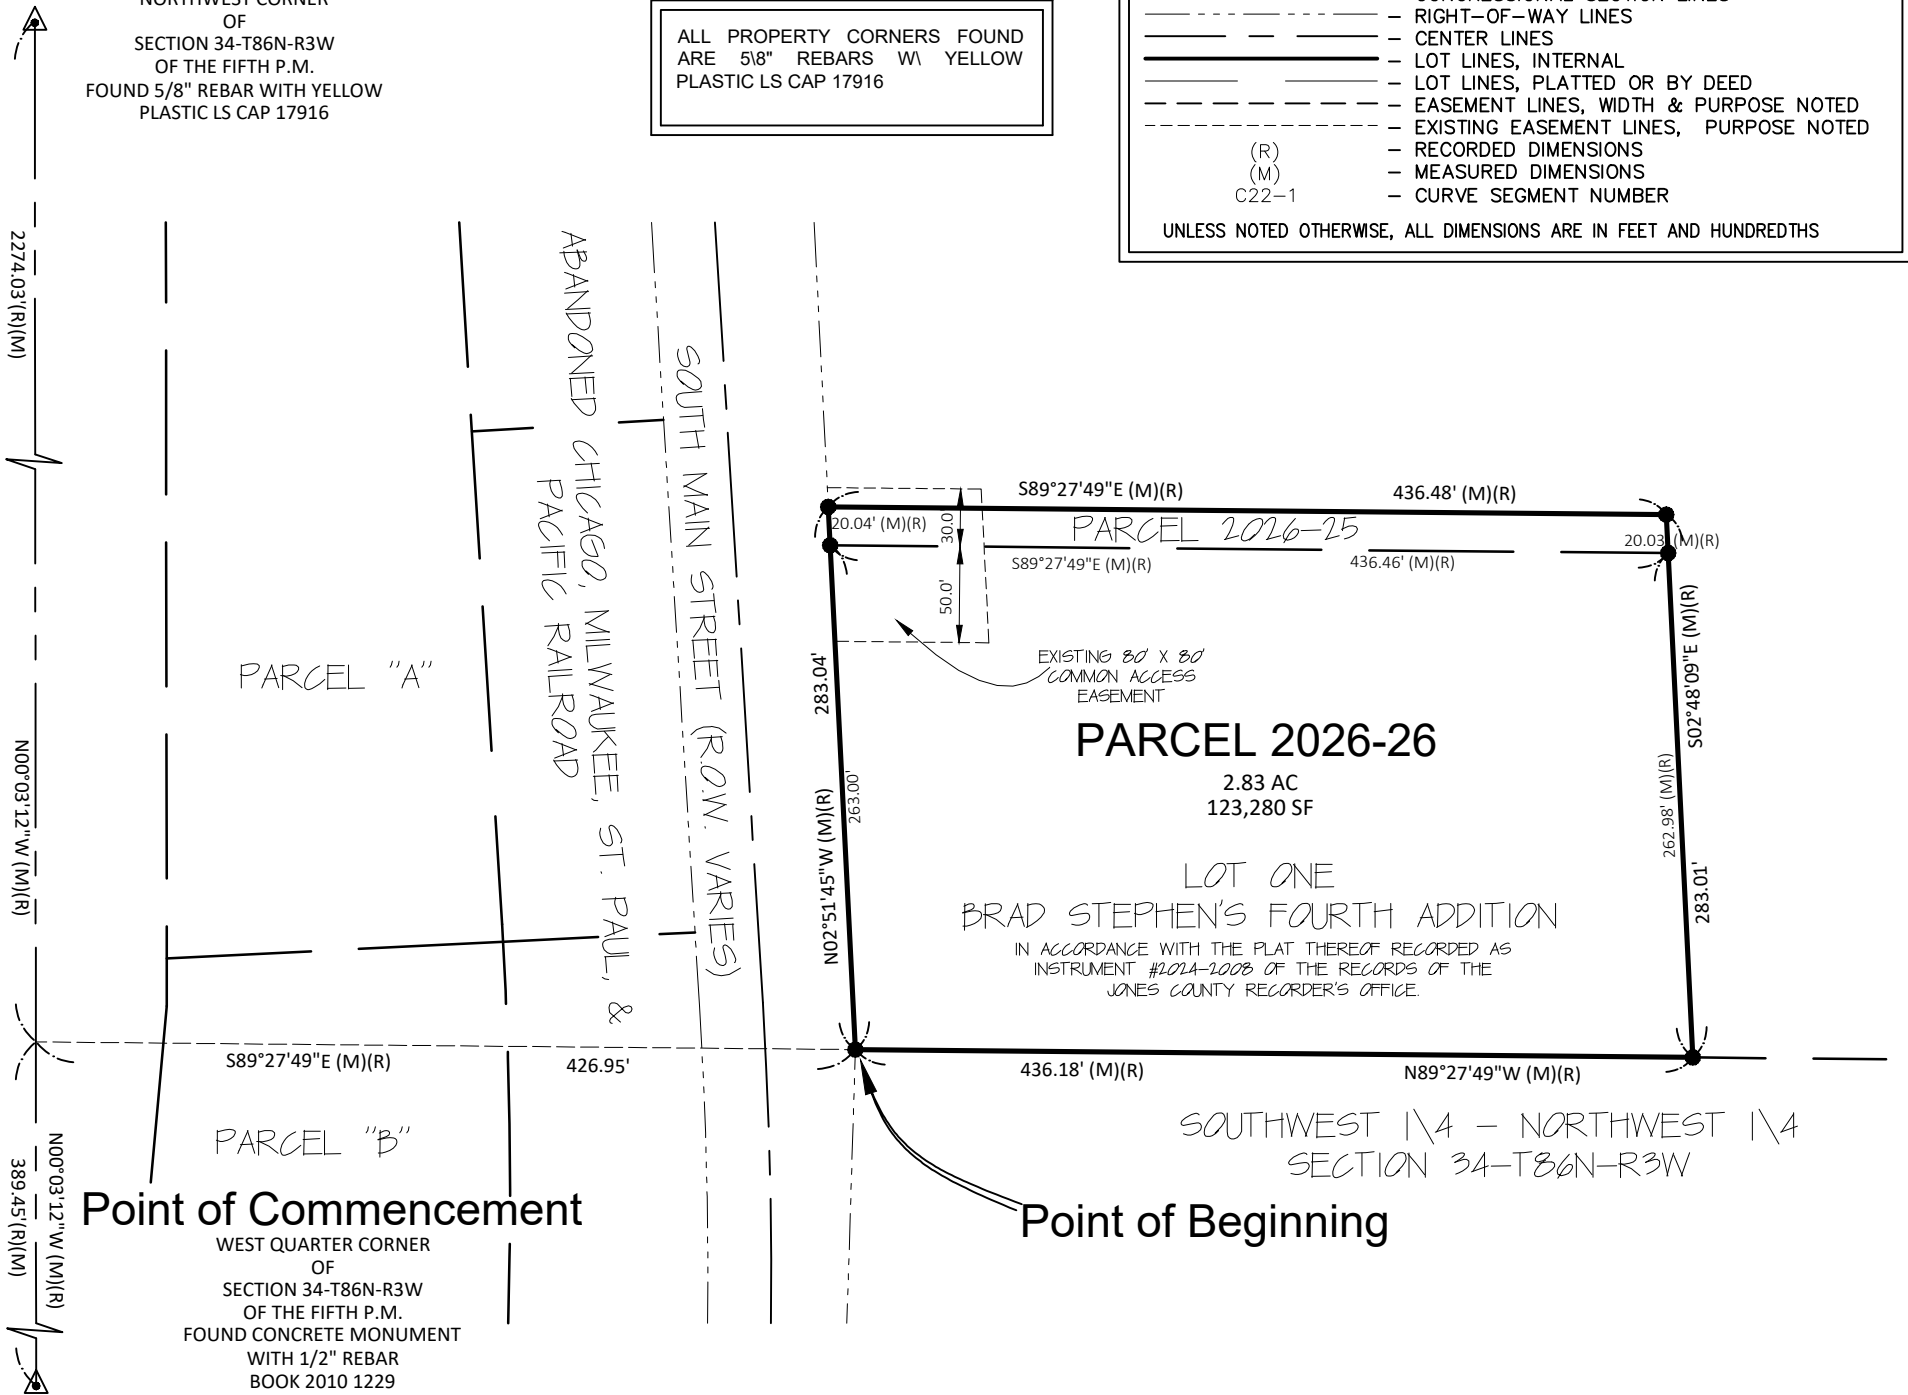 NORTHWEST CORNER
OF
SECTION 34-T86N-R3W
OF THE FIFTH P.M.
FOUND 5/8" REBAR WITH YELLOW
PLASTIC LS CAP 17916
ALL PROPERTY CORNERS FOUND
ARE 5\8" REBARS W\ YELLOW
PLASTIC LS CAP 17916
— CONGRESSIONAL SECTION LINES
— RIGHT-OF-WAY LINES
— CENTER LINES
— LOT LINES, INTERNAL
— LOT LINES, PLATTED OR BY DEED
— EASEMENT LINES, WIDTH & PURPOSE NOTED
— EXISTING EASEMENT LINES, PURPOSE NOTED
(R) — RECORDED DIMENSIONS
(M) — MEASURED DIMENSIONS
C22-1 — CURVE SEGMENT NUMBER
UNLESS NOTED OTHERWISE, ALL DIMENSIONS ARE IN FEET AND HUNDREDTHS
2274.03'(R)(M)
N00°03'12"W (M)(R)
389.45'(R)(M)
N00°03'12"W (M)(R)
PARCEL "A"
ABANDONED CHICAGO, MILWAUKEE, ST. PAUL, &
PACIFIC RAILROAD
SOUTH MAIN STREET (R.O.W. VARIES)
S89°27'49"E (M)(R) 436.48' (M)(R)
20.04' (M)(R)
30.0'
PARCEL 2026-25
20.03' (M)(R)
S89°27'49"E (M)(R) 436.46' (M)(R)
50.0'
EXISTING 80' X 80'
COMMON ACCESS
EASEMENT
283.04'
263.00'
N02°51'45"W (M)(R)
S02°48'09"E (M)(R)
262.98' (M)(R)
283.01'
PARCEL 2026-26
2.83 AC
123,280 SF
LOT ONE
BRAD STEPHEN'S FOURTH ADDITION
IN ACCORDANCE WITH THE PLAT THEREOF RECORDED AS
INSTRUMENT #2024-2008 OF THE RECORDS OF THE
JONES COUNTY RECORDER'S OFFICE.
S89°27'49"E (M)(R) 426.95'
436.18' (M)(R) N89°27'49"W (M)(R)
PARCEL "B"
SOUTHWEST 1\4 - NORTHWEST 1\4
SECTION 34-T86N-R3W
Point of Commencement
Point of Beginning
WEST QUARTER CORNER
OF
SECTION 34-T86N-R3W
OF THE FIFTH P.M.
FOUND CONCRETE MONUMENT
WITH 1/2" REBAR
BOOK 2010 1229